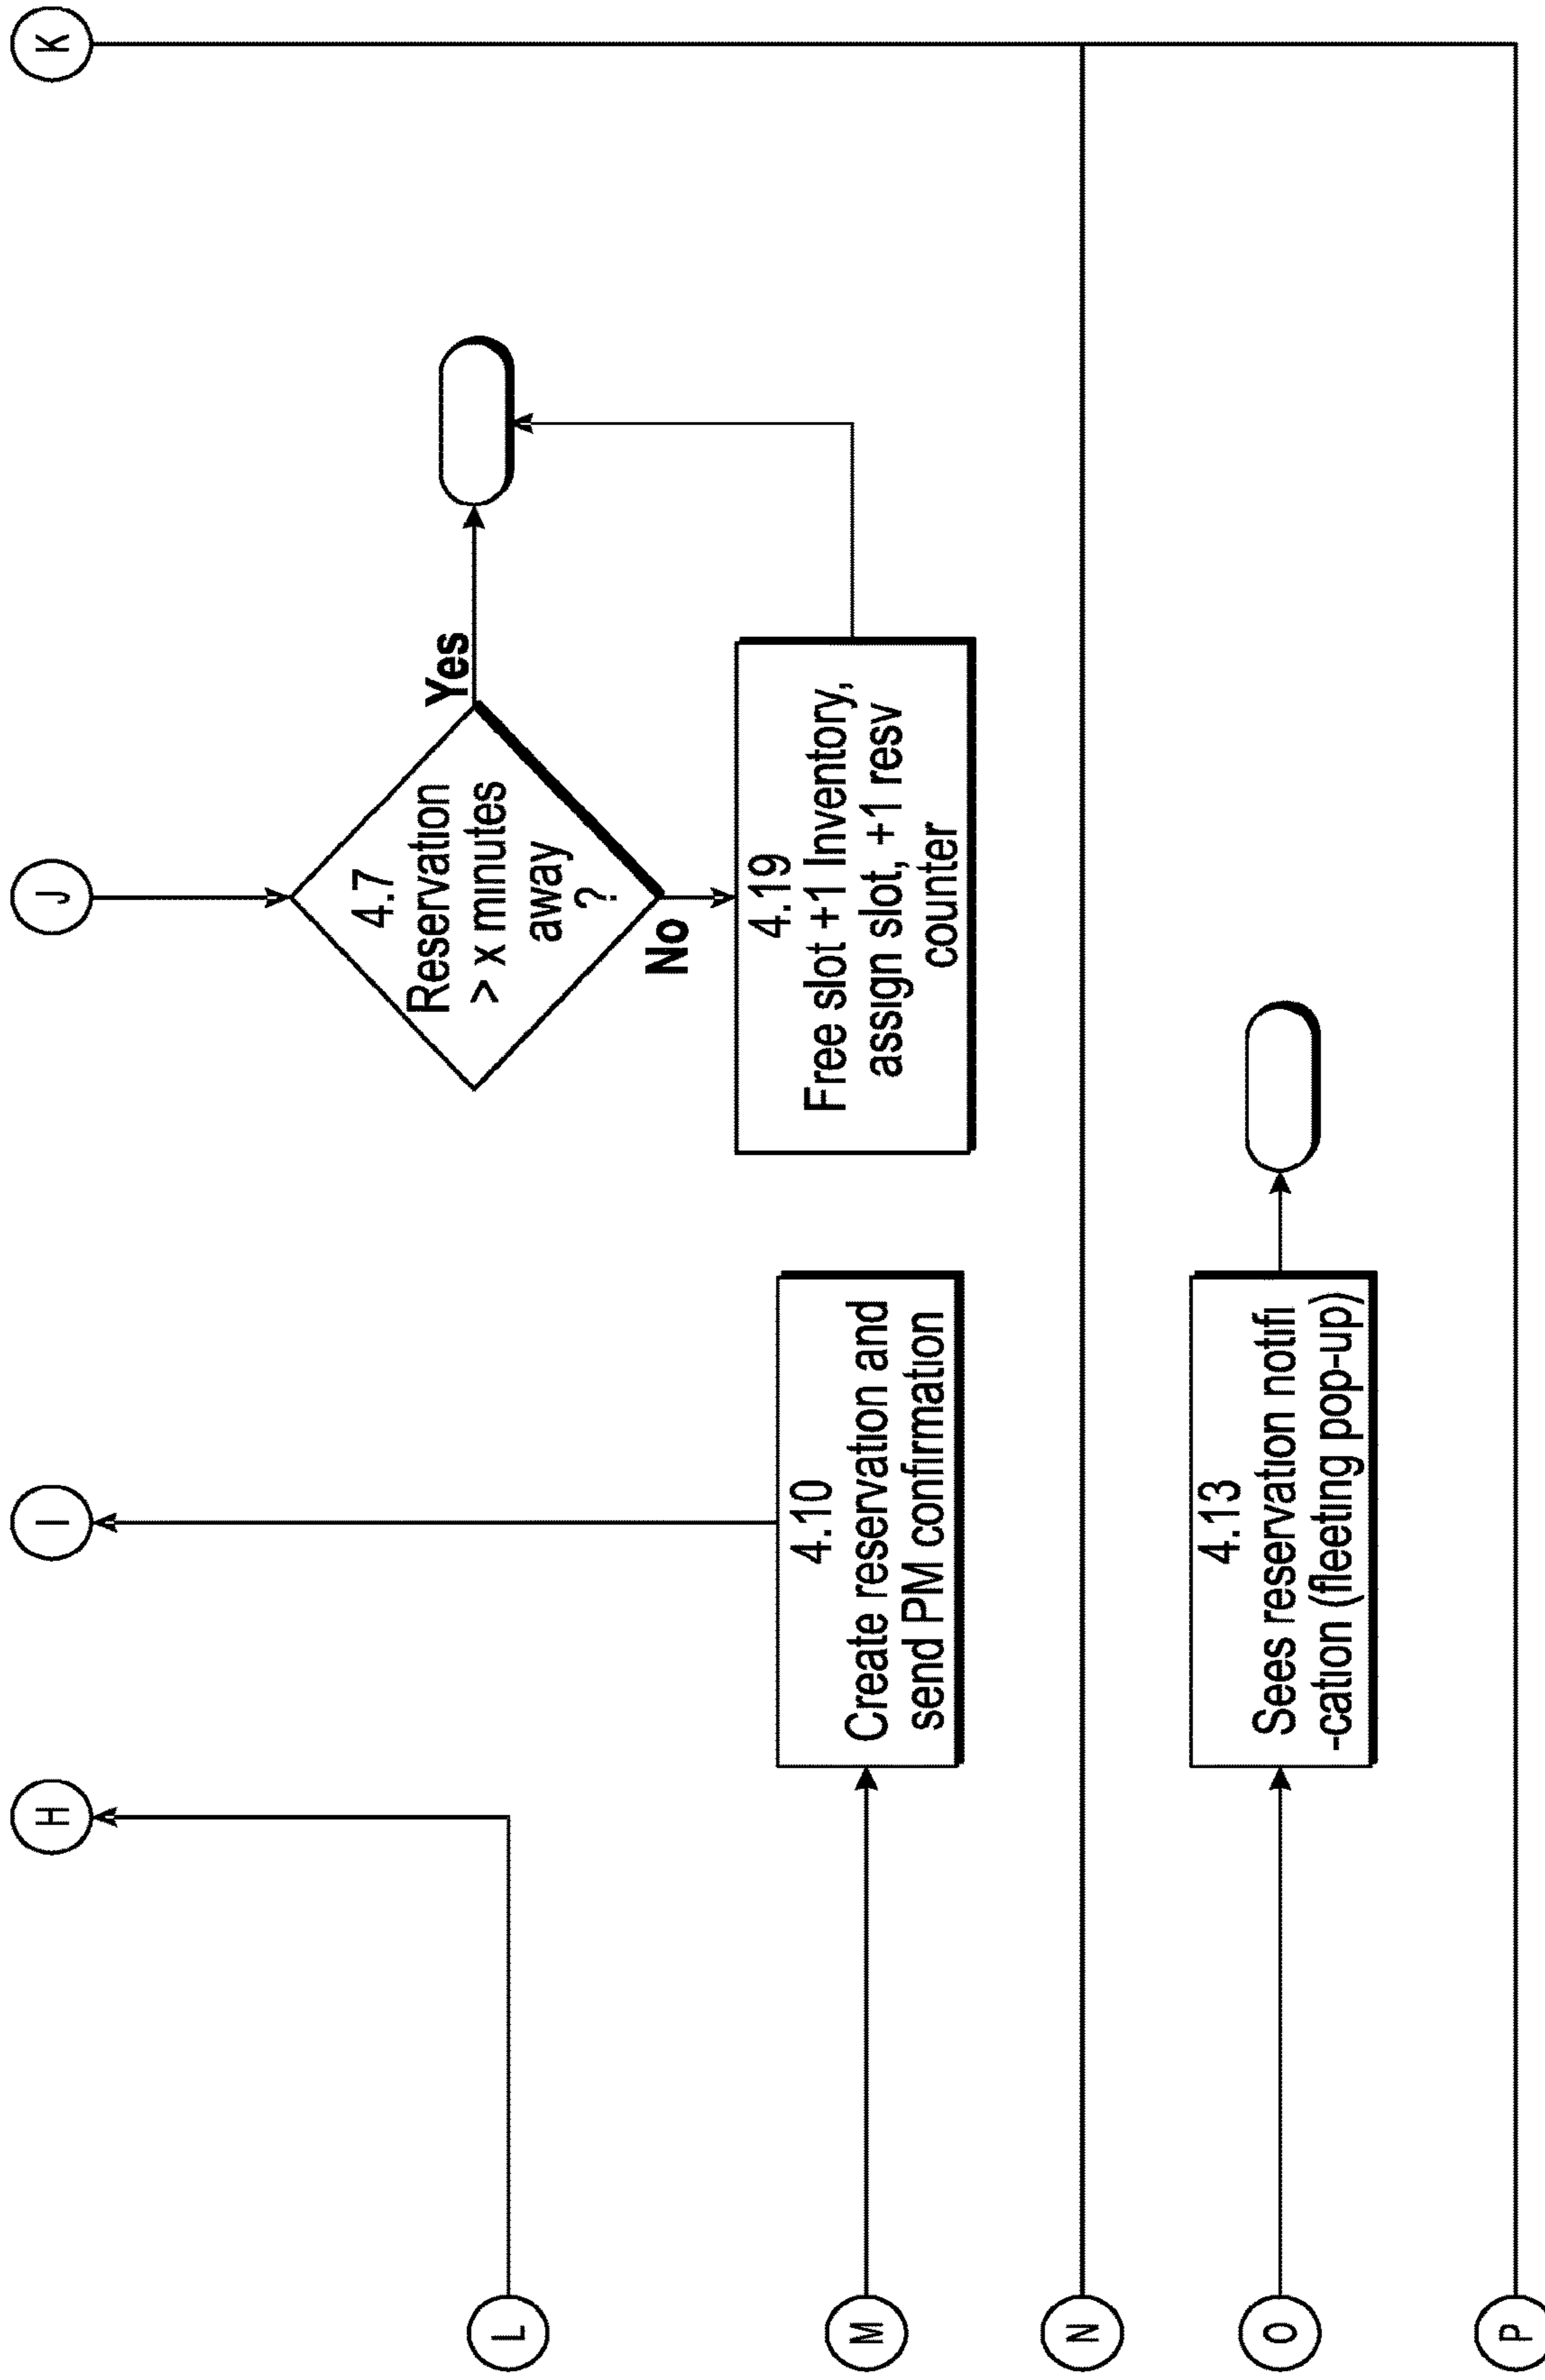 H
I
J
K
4.7
Reservation
> x minutes
away
?
Yes
No
L
4.10
Create reservation and
send PM confirmation
4.19
Free slot +1 Inventory,
assign slot, +1 resv
counter
M
N
4.13
Sees reservation notifi
-cation (fleeting pop-up)
O
P